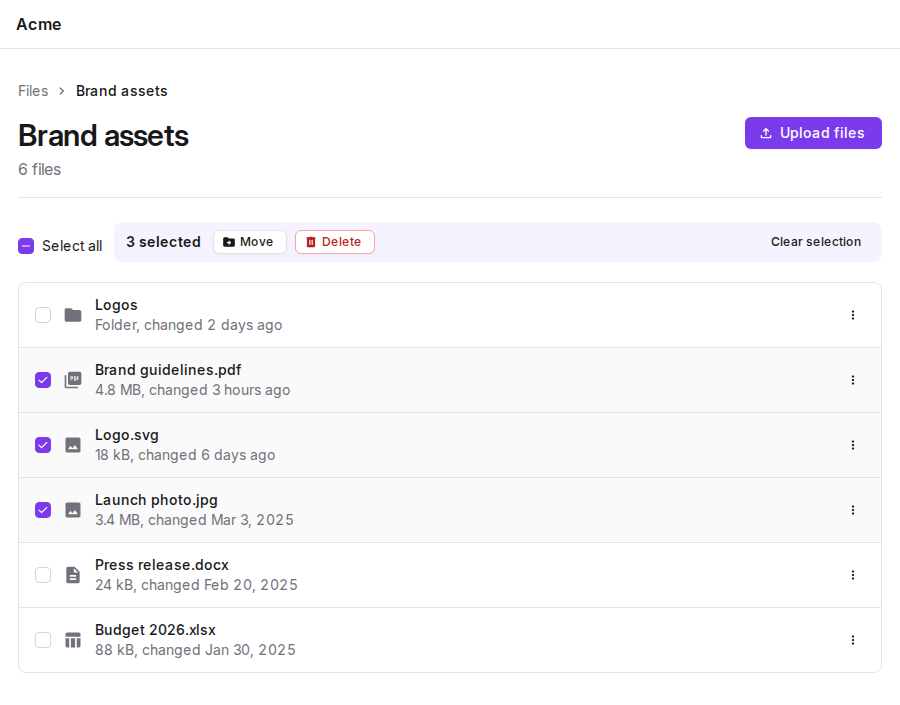 Acme
Files > Brand assets
Brand assets
Upload files
6 files
Select all
3 selected
Move
Delete
Clear selection
Logos
Folder, changed 2 days ago
Brand guidelines.pdf
4.8 MB, changed 3 hours ago
Logo.svg
18 kB, changed 6 days ago
Launch photo.jpg
3.4 MB, changed Mar 3, 2025
Press release.docx
24 kB, changed Feb 20, 2025
Budget 2026.xlsx
88 kB, changed Jan 30, 2025